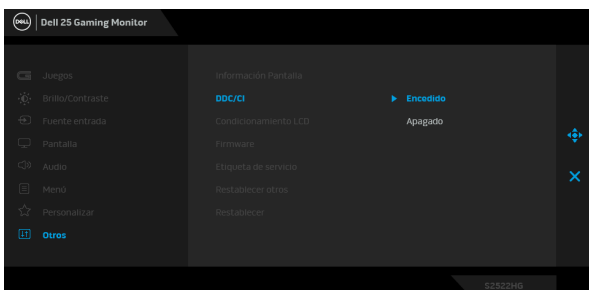 DELL Dell 25 Gaming Monitor
Juegos
Brillo/Contraste
Fuente entrada
Pantalla
Audio
Menú
Personalizar
Otros
Información Pantalla
DDC/CI
Condicionamiento LCD
Firmware
Etiqueta de servicio
Restablecer otros
Restablecer
Encedido
Apagado
S2522HG